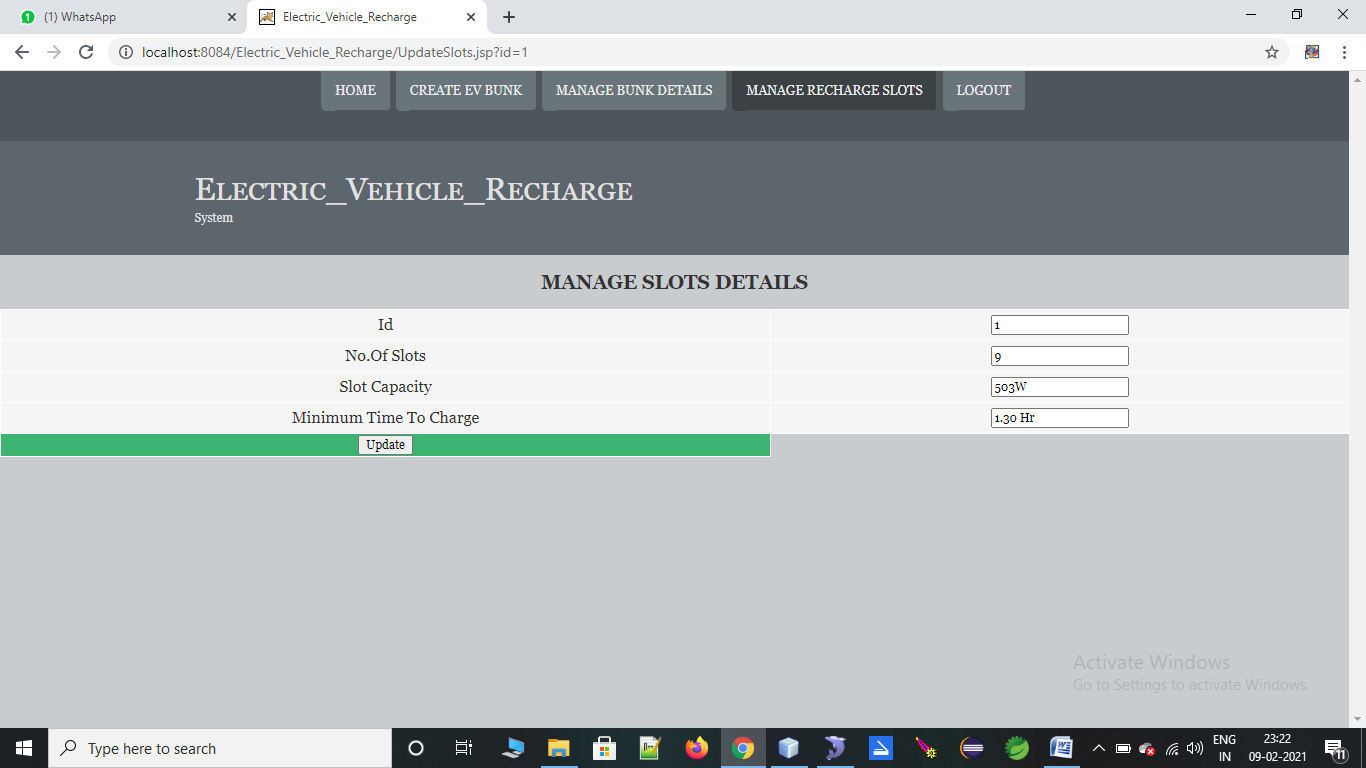 1 (1) WhatsApp
Electric_Vehicle_Recharge
localhost:8084/Electric_Vehicle_Recharge/UpdateSlots.jsp?id=1
HOME CREATE EV BUNK MANAGE BUNK DETAILS MANAGE RECHARGE SLOTS LOGOUT
Electric_Vehicle_Recharge
System
MANAGE SLOTS DETAILS
Id 1
No.Of Slots 9
Slot Capacity 503W
Minimum Time To Charge 1.30 Hr
Update
Activate Windows
Go to Settings to activate Windows.
Type here to search
ENG
IN
23:22
09-02-2021
11